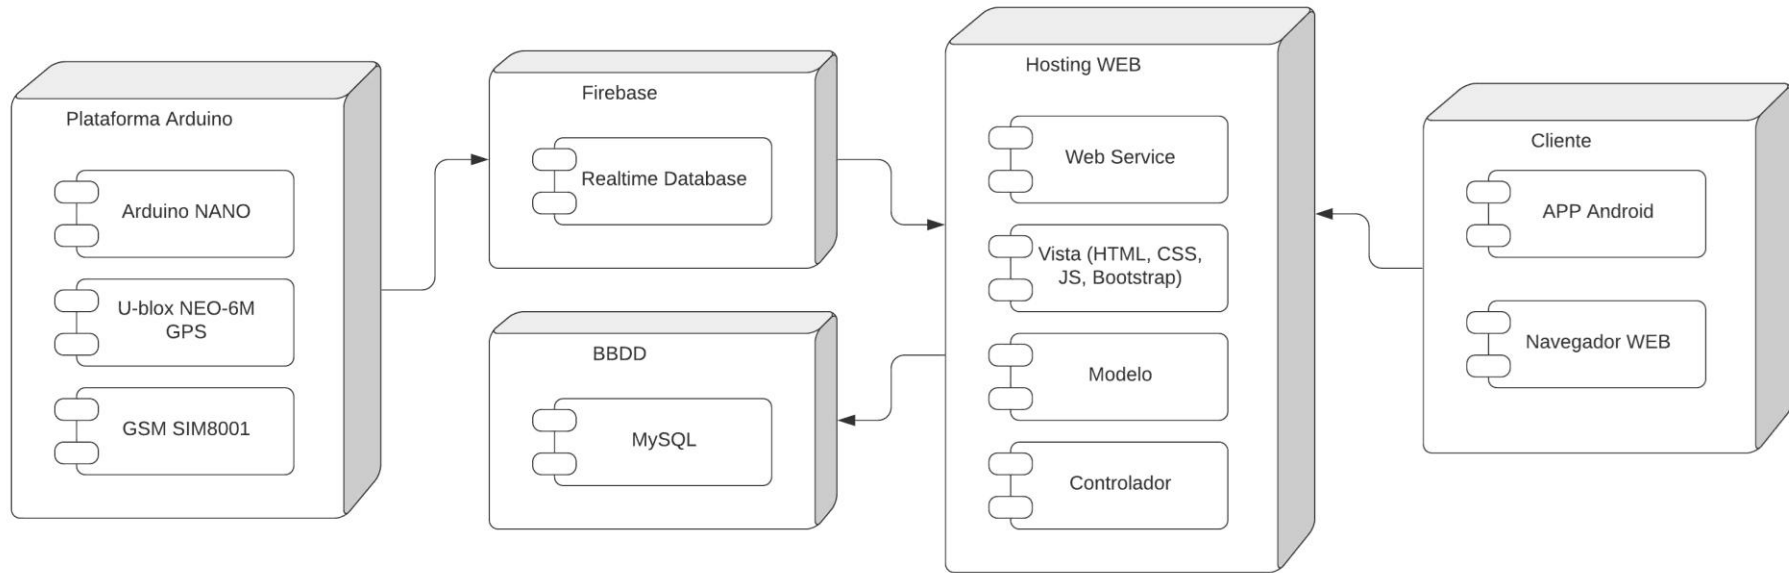 Plataforma Arduino
Arduino NANO
U-blox NEO-6M
GPS
GSM SIM8001
Firebase
Realtime Database
BBDD
MySQL
Hosting WEB
Web Service
Vista (HTML, CSS,
JS, Bootstrap)
Modelo
Controlador
Cliente
APP Android
Navegador WEB